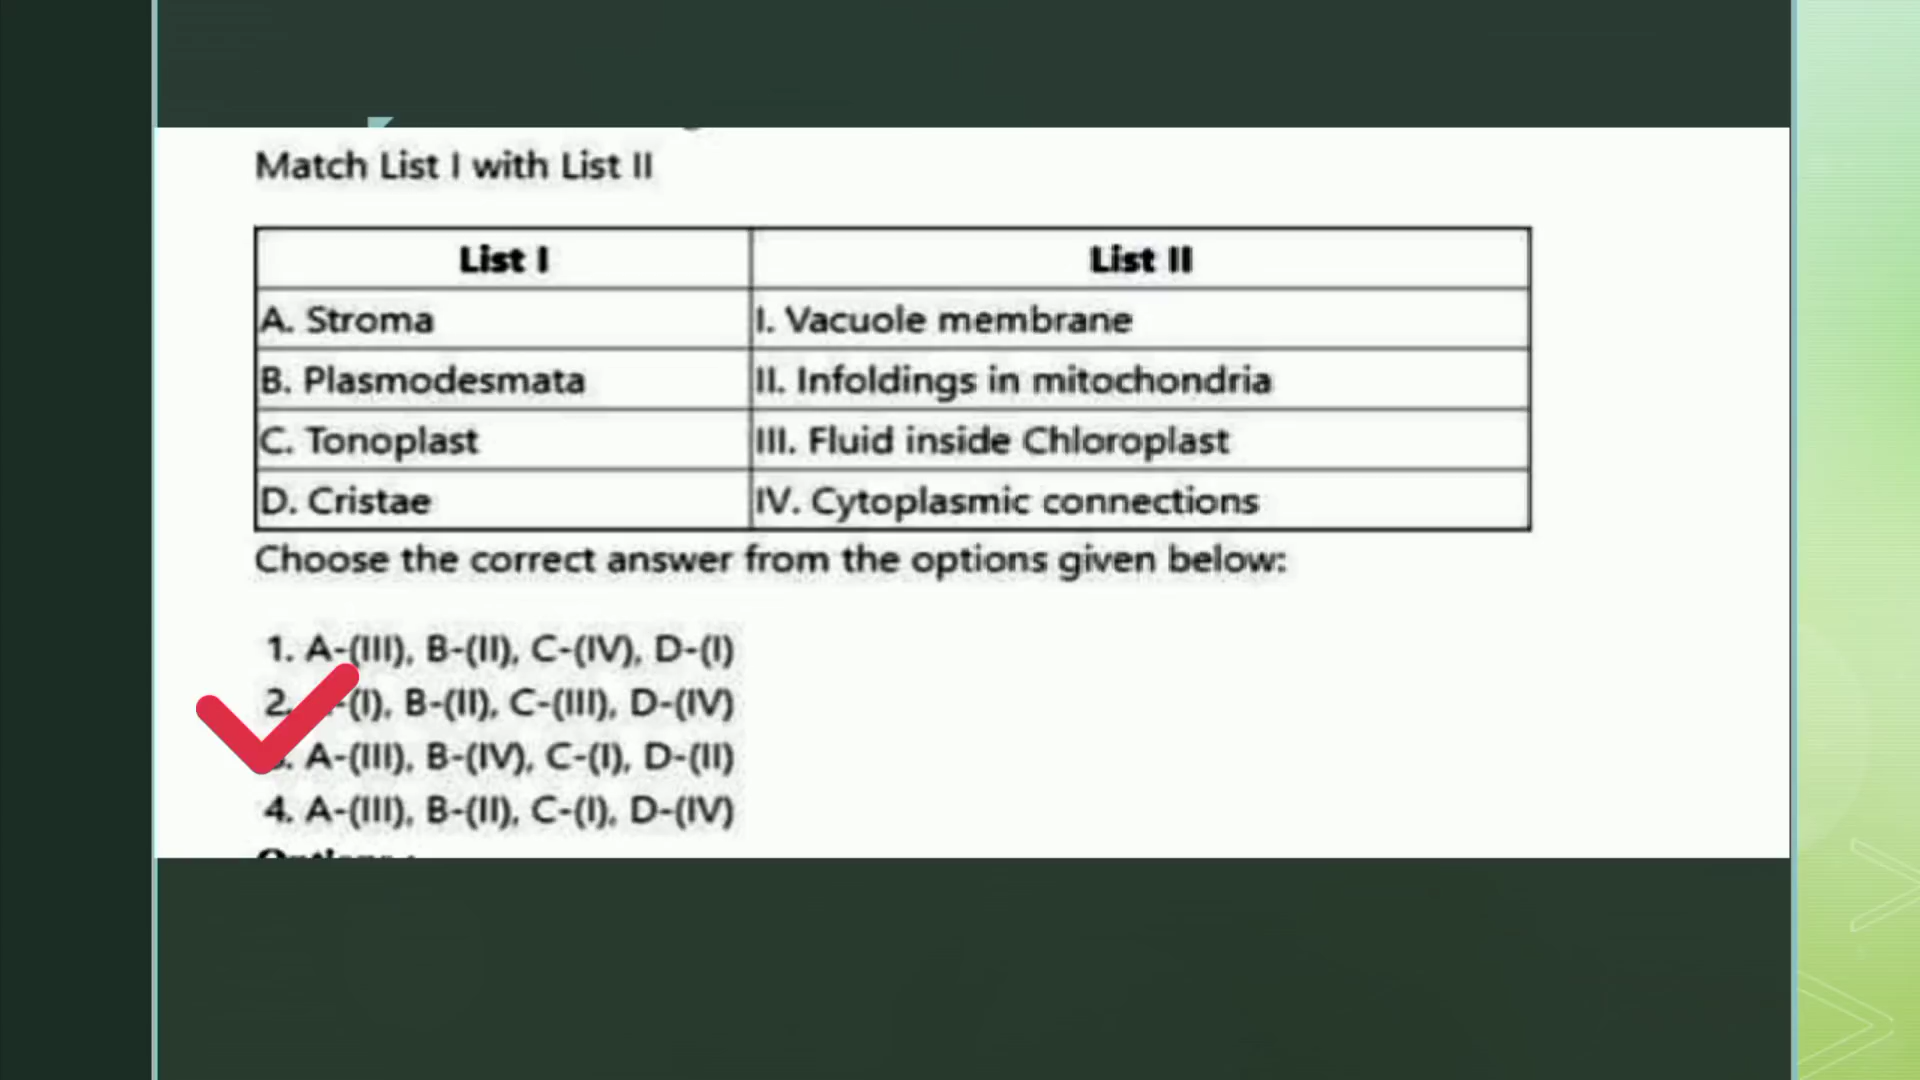 Match List I with List II
List I List II
A. Stroma I. Vacuole membrane
B. Plasmodesmata II. Infoldings in mitochondria
C. Tonoplast III. Fluid inside Chloroplast
D. Cristae IV. Cytoplasmic connections
Choose the correct answer from the options given below:
1. A-(III), B-(II), C-(IV), D-(I)
2. -(I), B-(II), C-(III), D-(IV)
A-(III), B-(IV), C-(I), D-(II)
4. A-(III), B-(II), C-(I), D-(IV)